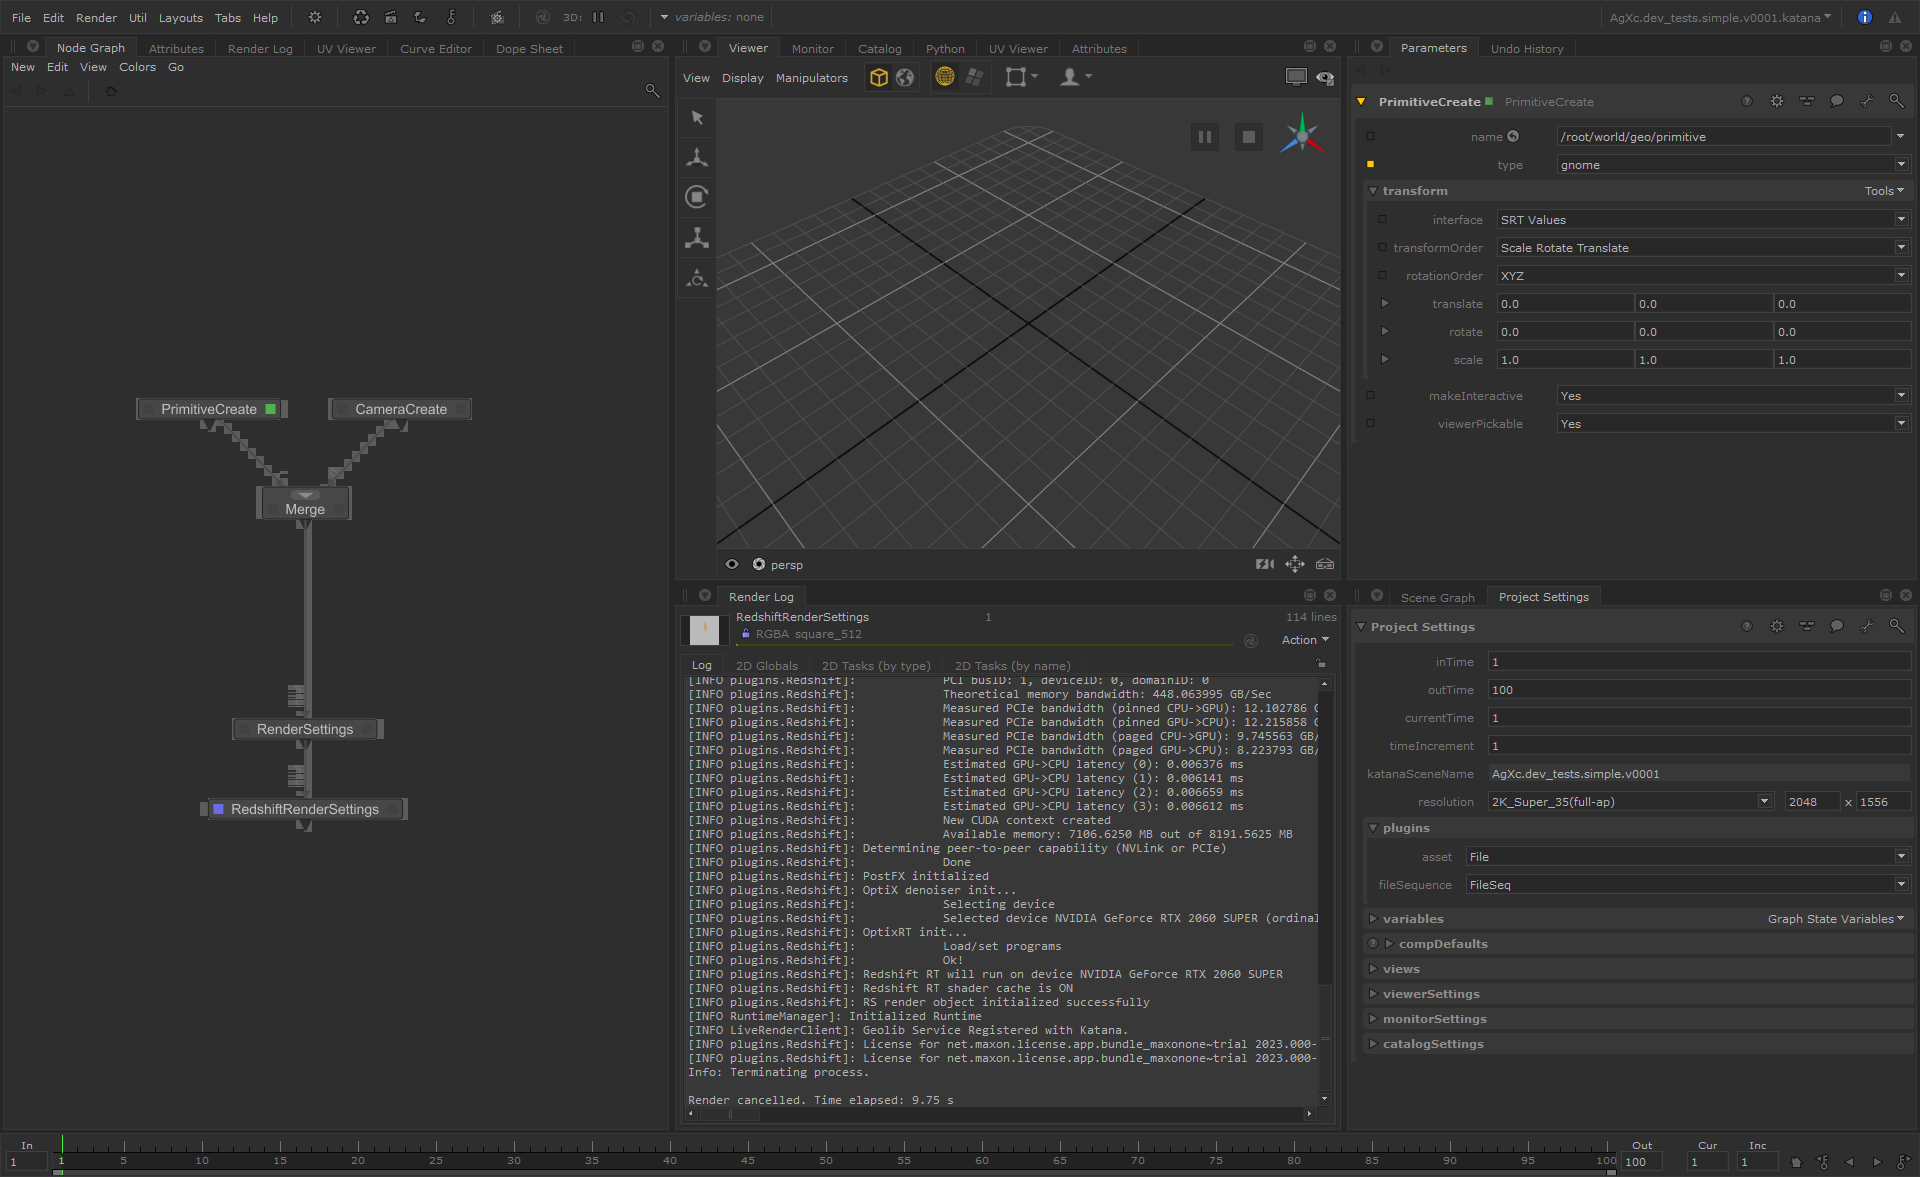 File Edit Render Util Layouts Tabs Help 3D: variables: none AgXc.dev_tests.simple.v0001.katana
Node Graph Attributes Render Log UV Viewer Curve Editor Dope Sheet
New Edit View Colors Go
PrimitiveCreate CameraCreate
Merge
RenderSettings
RedshiftRenderSettings
Viewer Monitor Catalog Python UV Viewer Attributes
View Display Manipulators
persp
Render Log
RedshiftRenderSettings 1 114 lines
RGBA square_512
Action
Log 2D Globals 2D Tasks (by type) 2D Tasks (by name)
[INFO plugins.Redshift]: PCI busID: 1, deviceID: 0, domainID: 0
[INFO plugins.Redshift]: Theoretical memory bandwidth: 448.063995 GB/Sec
[INFO plugins.Redshift]: Measured PCIe bandwidth (pinned CPU->GPU): 12.102786
[INFO plugins.Redshift]: Measured PCIe bandwidth (pinned GPU->CPU): 12.215858
[INFO plugins.Redshift]: Measured PCIe bandwidth (paged CPU->GPU): 9.745563 GB/
[INFO plugins.Redshift]: Measured PCIe bandwidth (paged GPU->CPU): 8.223793 GB/
[INFO plugins.Redshift]: Estimated GPU->CPU latency (0): 0.006376 ms
[INFO plugins.Redshift]: Estimated GPU->CPU latency (1): 0.006141 ms
[INFO plugins.Redshift]: Estimated GPU->CPU latency (2): 0.006659 ms
[INFO plugins.Redshift]: Estimated GPU->CPU latency (3): 0.006612 ms
[INFO plugins.Redshift]: New CUDA context created
[INFO plugins.Redshift]: Available memory: 7106.6250 MB out of 8191.5625 MB
[INFO plugins.Redshift]: Determining peer-to-peer capability (NVLink or PCIe)
[INFO plugins.Redshift]: Done
[INFO plugins.Redshift]: PostFX initialized
[INFO plugins.Redshift]: OptiX denoiser init...
[INFO plugins.Redshift]: Selecting device
[INFO plugins.Redshift]: Selected device NVIDIA GeForce RTX 2060 SUPER (ordinal
[INFO plugins.Redshift]: OptixRT init...
[INFO plugins.Redshift]: Load/set programs
[INFO plugins.Redshift]: Ok!
[INFO plugins.Redshift]: Redshift RT will run on device NVIDIA GeForce RTX 2060 SUPER
[INFO plugins.Redshift]: Redshift RT shader cache is ON
[INFO plugins.Redshift]: RS render object initialized successfully
[INFO RuntimeManager]: Initialized Runtime
[INFO LiveRenderClient]: Geolib Service Registered with Katana.
[INFO plugins.Redshift]: License for net.maxon.license.app.bundle_maxonone~trial 2023.000-
[INFO plugins.Redshift]: License for net.maxon.license.app.bundle_maxonone~trial 2023.000-
Info: Terminating process.
Render cancelled. Time elapsed: 9.75 s
Parameters Undo History
PrimitiveCreate PrimitiveCreate
name /root/world/geo/primitive
type gnome
transform Tools
interface SRT Values
transformOrder Scale Rotate Translate
rotationOrder XYZ
translate 0.0 0.0 0.0
rotate 0.0 0.0 0.0
scale 1.0 1.0 1.0
makeInteractive Yes
viewerPickable Yes
Scene Graph Project Settings
Project Settings
inTime 1
outTime 100
currentTime 1
timeIncrement 1
katanaSceneName AgXc.dev_tests.simple.v0001
resolution 2K_Super_35(full-ap) 2048 x 1556
plugins
asset File
fileSequence FileSeq
variables Graph State Variables
compDefaults
views
viewerSettings
monitorSettings
catalogSettings
In Out Cur Inc
1 1 5 10 15 20 25 30 35 40 45 50 55 60 65 70 75 80 85 90 95 100 100 1 1